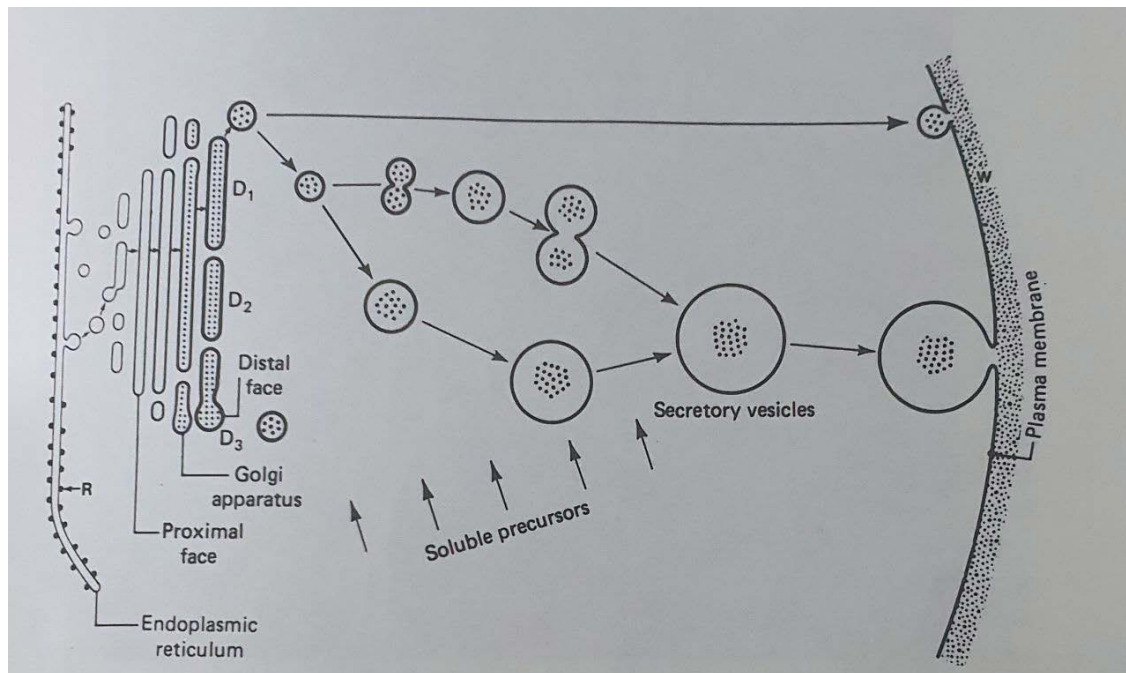 W
D₁
D₂
Distal
face
D₃
Golgi
apparatus
R
Proximal
face
Endoplasmic
reticulum
Secretory vesicles
Soluble precursors
Plasma membrane